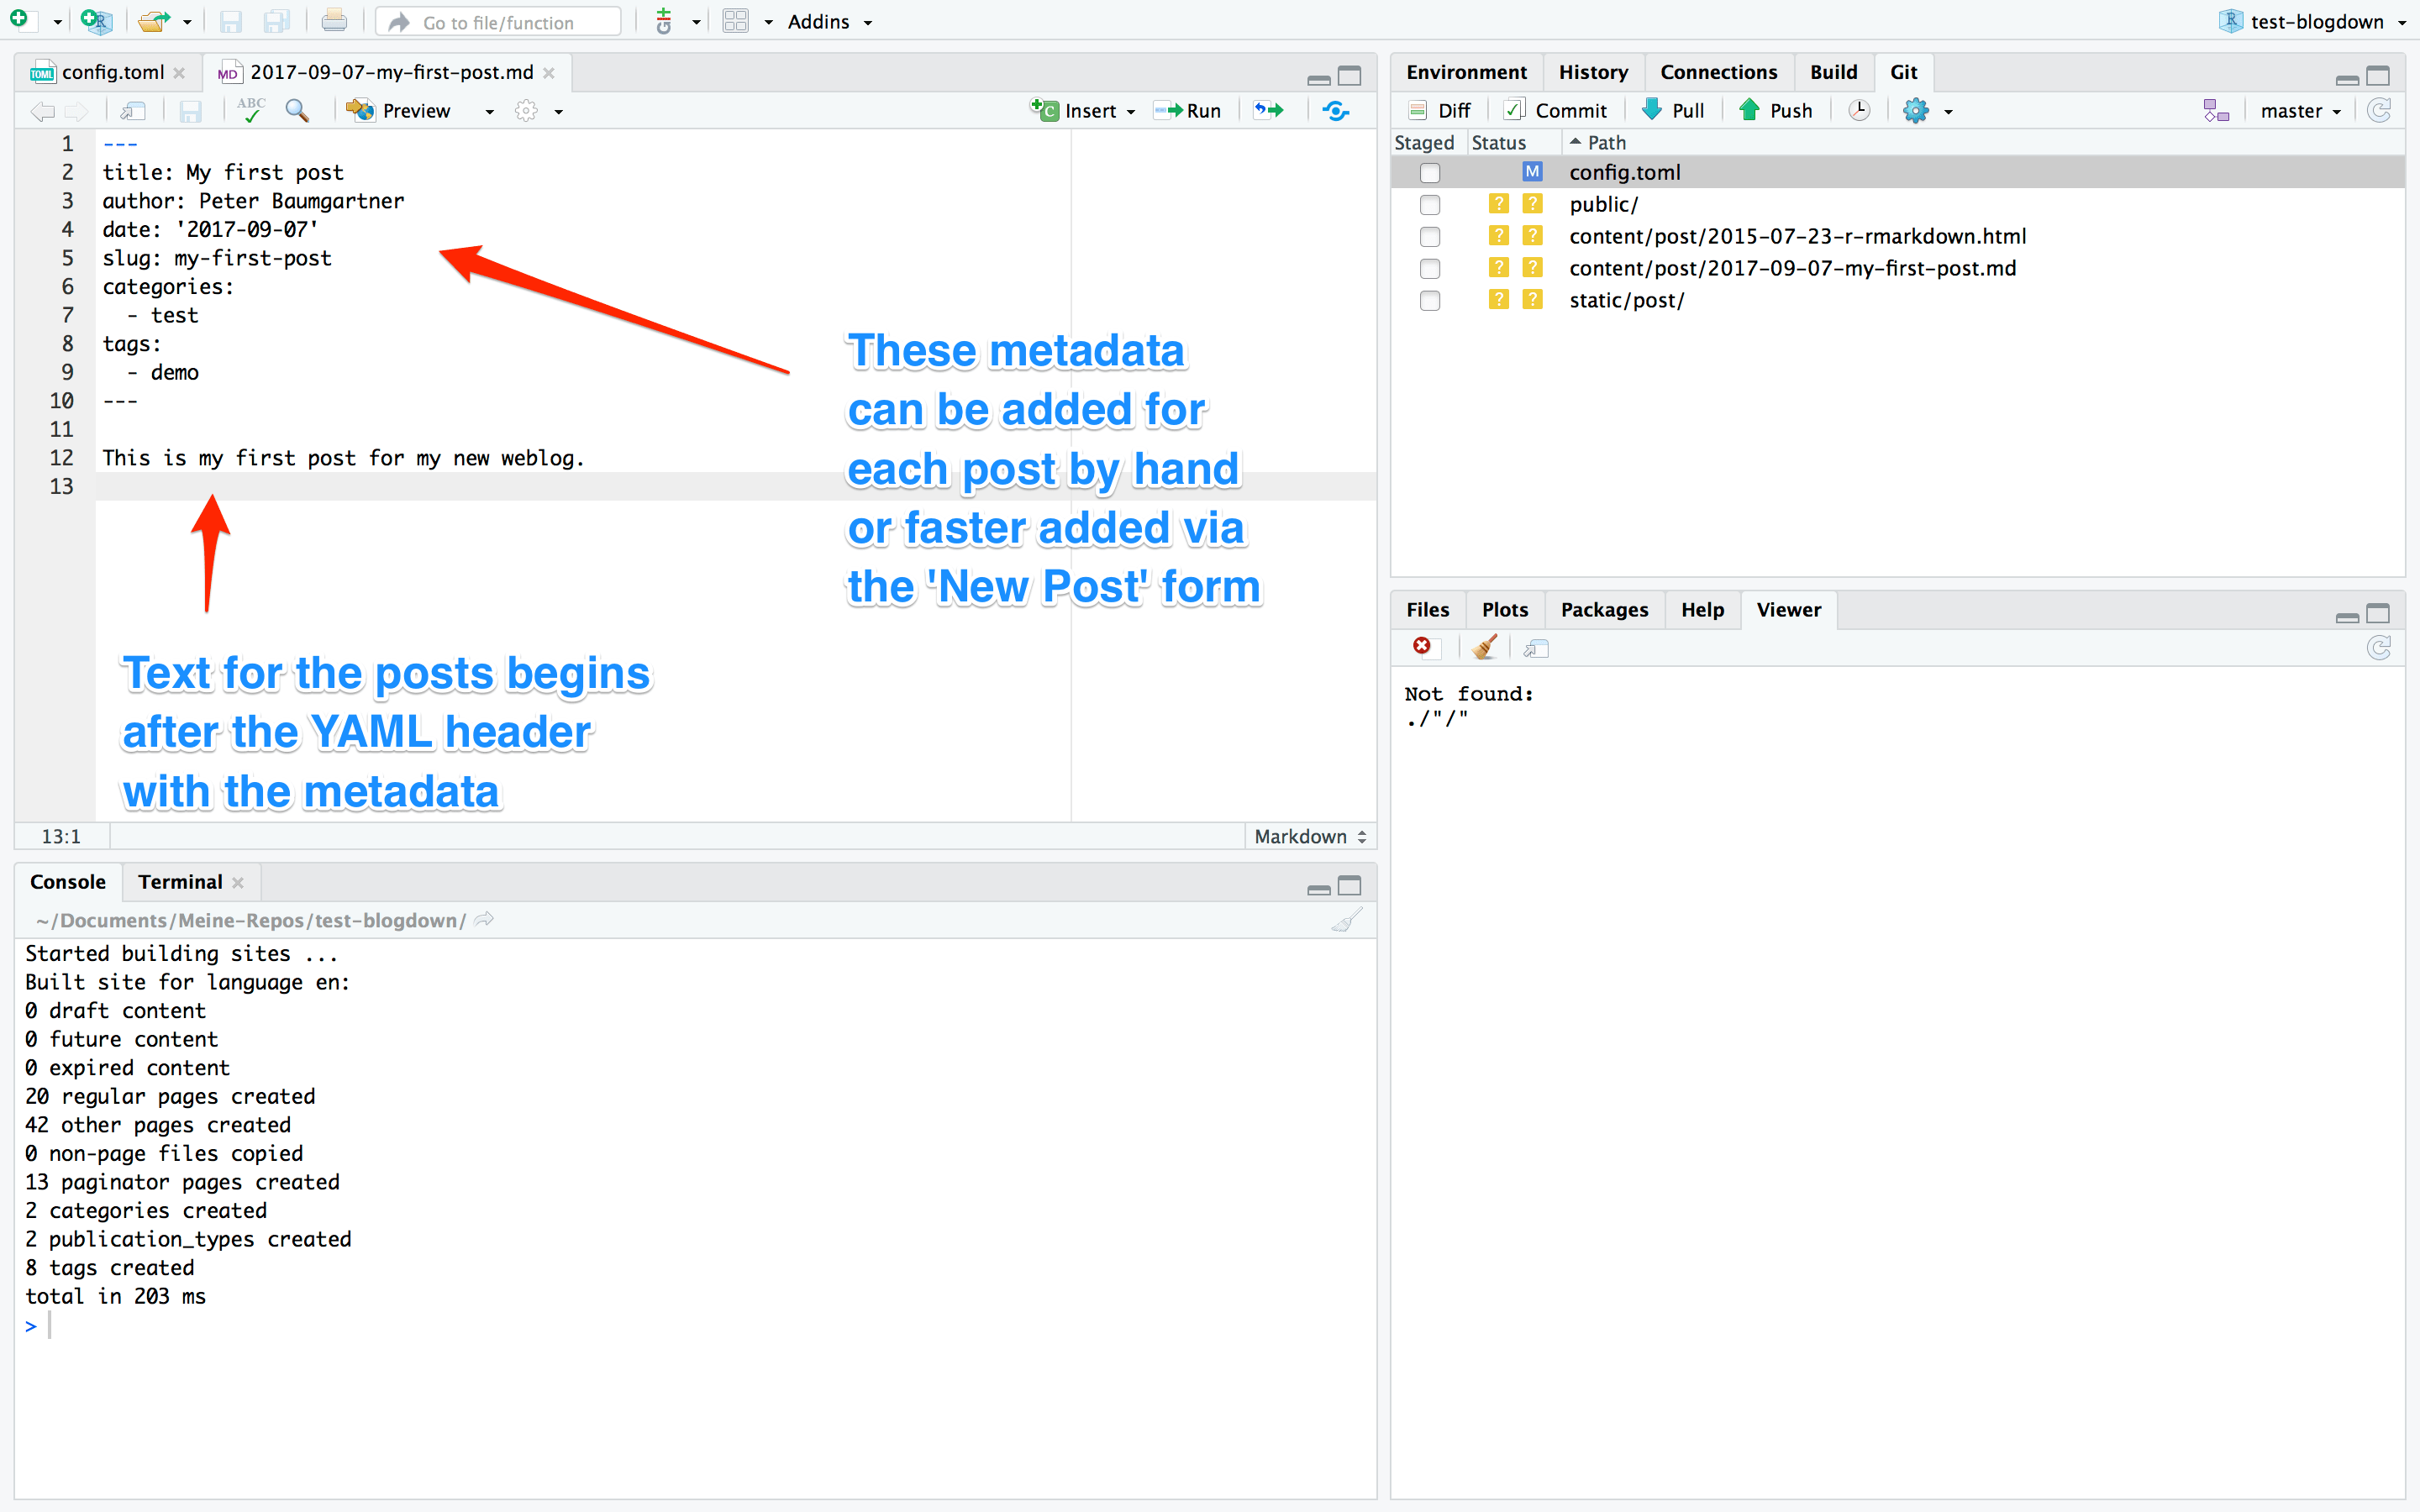 Go to file/function
Addins
test-blogdown
TOML config.toml
MD 2017-09-07-my-first-post.md
ABC
Preview
Insert
Run
1 ---
2 title: My first post
3 author: Peter Baumgartner
4 date: '2017-09-07'
5 slug: my-first-post
6 categories:
7 - test
8 tags:
9 - demo
10 ---
11
12 This is my first post for my new weblog.
13
These metadata
can be added for
each post by hand
or faster added via
the 'New Post' form
Text for the posts begins
after the YAML header
with the metadata
13:1
Markdown
Console Terminal
~/Documents/Meine-Repos/test-blogdown/
Started building sites ...
Built site for language en:
0 draft content
0 future content
0 expired content
20 regular pages created
42 other pages created
0 non-page files copied
13 paginator pages created
2 categories created
2 publication_types created
8 tags created
total in 203 ms
>
Environment History Connections Build Git
Diff Commit Pull Push master
Staged Status Path
M config.toml
? ? public/
? ? content/post/2015-07-23-r-rmarkdown.html
? ? content/post/2017-09-07-my-first-post.md
? ? static/post/
Files Plots Packages Help Viewer
Not found:
./"/"